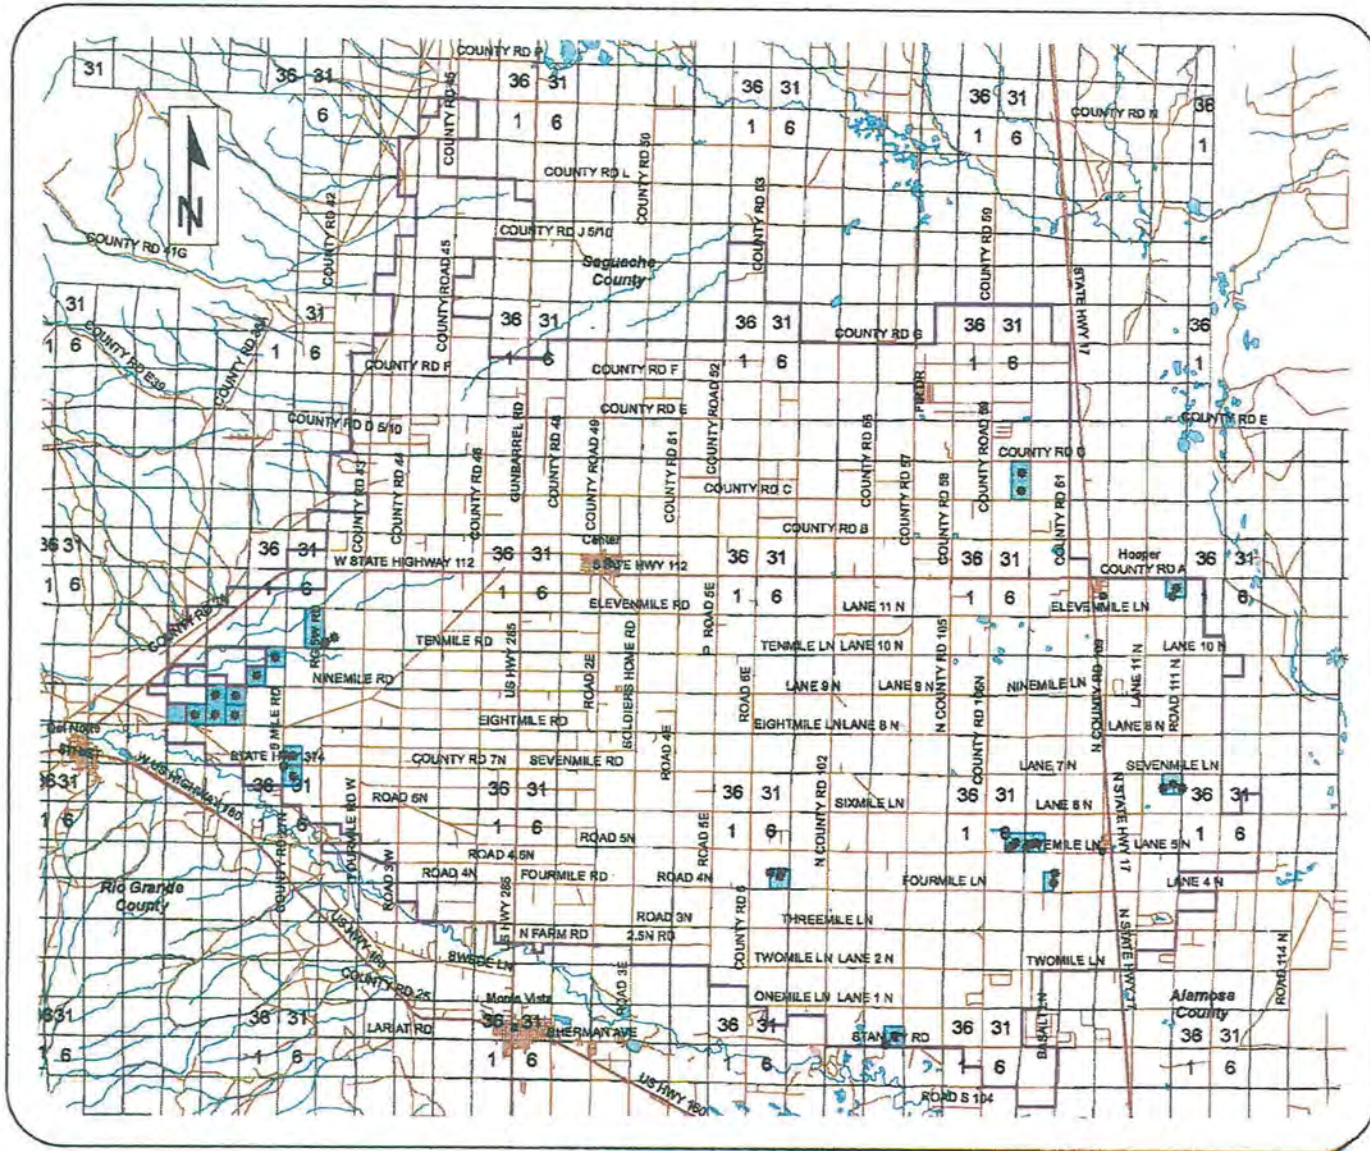 COUNTY RD P
31
36 31
36 31
36 31
36 31
36
COUNTY RD 46
COUNTY RD N
6
1 6
1 6
1 6
1
COUNTY RD 50
COUNTY RD L
COUNTY RD 42
COUNTY RD 53
COUNTY RD 59
COUNTY RD J 5/10
N
COUNTY RD 41G
COUNTY ROAD 45
Saguache
County
STATE HWY 17
31
31
36 31
36 31
36 31
36
COUNTY RD G
1 6
1 6
1 6
1 6
1 6
1
COUNTY RD E39
COUNTY RD F
COUNTY RD F
COUNTY ROAD 52
COUNTY RD E
COUNTY RD E
COUNTY RD D 5/10
GUNBARREL RD
COUNTY RD 48
COUNTY ROAD 49
COUNTY RD 51
COUNTY RD 55
COUNTY RD 57
COUNTY RD 58
COUNTY ROAD 59
COUNTY RD 61
COUNTY RD 43
COUNTY RD 44
COUNTY RD C
COUNTY RD B
Center
Hooper
COUNTY RD A
36 31
36 31
36 31
36 31
36 31
36 31
W STATE HIGHWAY 112
STATE HWY 112
1 6
1 6
1 6
1 6
1 6
1 6
ELEVENMILE RD
LANE 11 N
ELEVENMILE LN
ROAD 5E
TENMILE RD
TENMILE LN LANE 10 N
LANE 10 N
US HWY 285
ROAD 2E
SOLDIERS HOME RD
N COUNTY RD 105
N COUNTY RD 109
LANE 11 N
ROAD 111 N
NINEMILE RD
LANE 9 N
LANE 9 N
NINEMILE LN
ROAD 6E
COUNTY RD 106N
5 MILE RD
EIGHTMILE RD
EIGHTMILE LN LANE 8 N
LANE 8 N
Del Norte
ROAD 4E
COUNTY RD 7N
SEVENMILE RD
LANE 7 N
SEVENMILE LN
W US HIGHWAY 160
36 31
36 31
36 31
36 31
36 31
36 31
ROAD 6N
SIXMILE LN
LANE 6 N
N COUNTY RD 102
N STATE HWY 17
1 6
1 6
1 6
1 6
1 6
1 6
ROAD 5N
ROAD 5E
LANE 5 N
ROAD 4.5N
FOURMILE RD W
ROAD 3W
ROAD 4N
FOURMILE RD
ROAD 4N
FOURMILE LN
LANE 4 N
Rio Grande
County
ROAD 3N
THREEMILE LN
N FARM RD
2.5N RD
SWEDE LN
TWOMILE LN LANE 2 N
TWOMILE LN
N STATE HWY 17
ROAD 114 N
COUNTY RD 25
ROAD 3E
ONEMILE LN LANE 1 N
BASALT LN
Alamosa
County
Monte Vista
36 31
36 31
36 31
36 31
36 31
36 31
LARIAT RD
SHERMAN AVE
STANLEY RD
1 6
1 6
1 6
6
1 6
1 6
US HWY 160
ROAD S 104